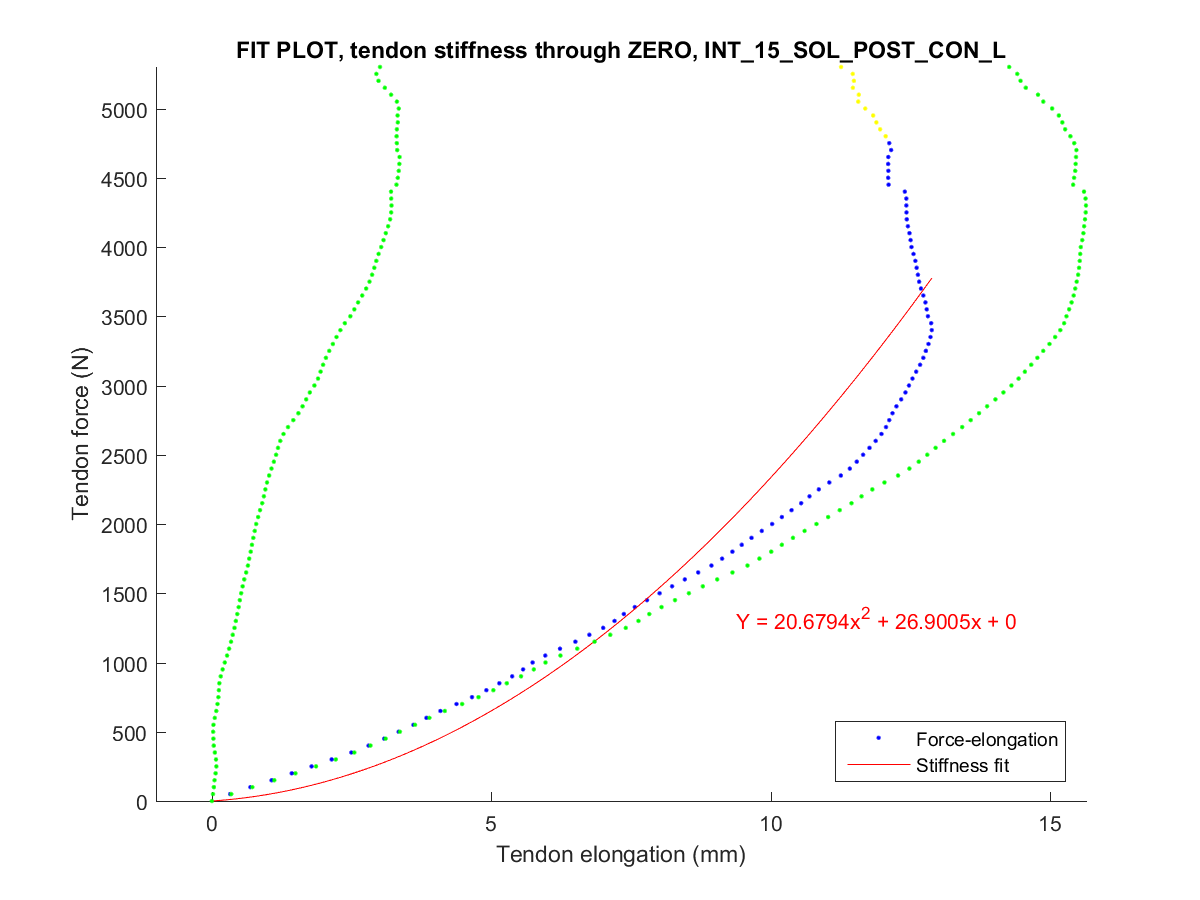 FIT PLOT, tendon stiffness through ZERO, INT_15_SOL_POST_CON_L
5000
4500
4000
3500
3000
2500
2000
1500
1000
500
0
Tendon force (N)
Y = 20.6794x² + 26.9005x + 0
Force-elongation
Stiffness fit
0 5 10 15
Tendon elongation (mm)